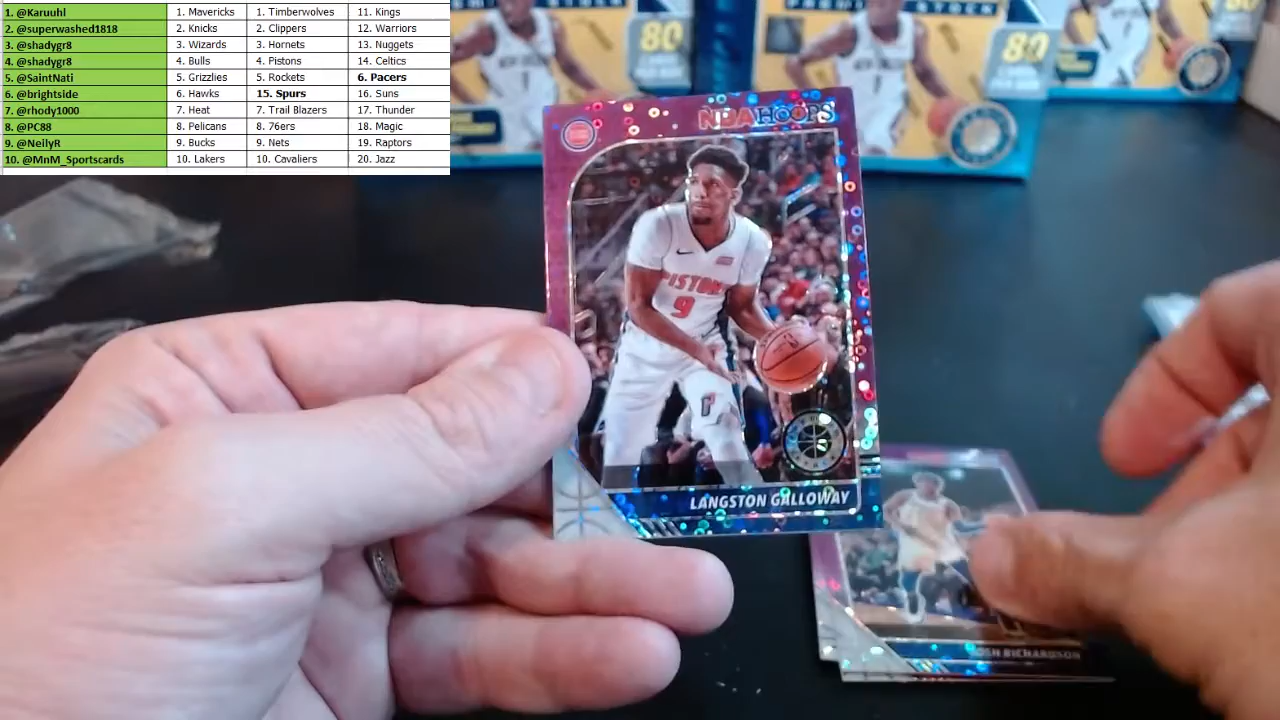 1. @Karuuhl 1. Mavericks 1. Timberwolves 11. Kings
2. @superwashed1818 2. Knicks 2. Clippers 12. Warriors
3. @shadygr8 3. Wizards 3. Hornets 13. Nuggets
4. @shadygr8 4. Bulls 4. Pistons 14. Celtics
5. @SaintNati 5. Grizzlies 5. Rockets 6. Pacers
6. @brightside 6. Hawks 15. Spurs 16. Suns
7. @rhody1000 7. Heat 7. Trail Blazers 17. Thunder
8. @PC88 8. Pelicans 8. 76ers 18. Magic
9. @NeilyR 9. Bucks 9. Nets 19. Raptors
10. @MnM_Sportscards 10. Lakers 10. Cavaliers 20. Jazz
80
80
NBA HOOPS
PISTONS
9
LANGSTON GALLOWAY
RICHARDSON